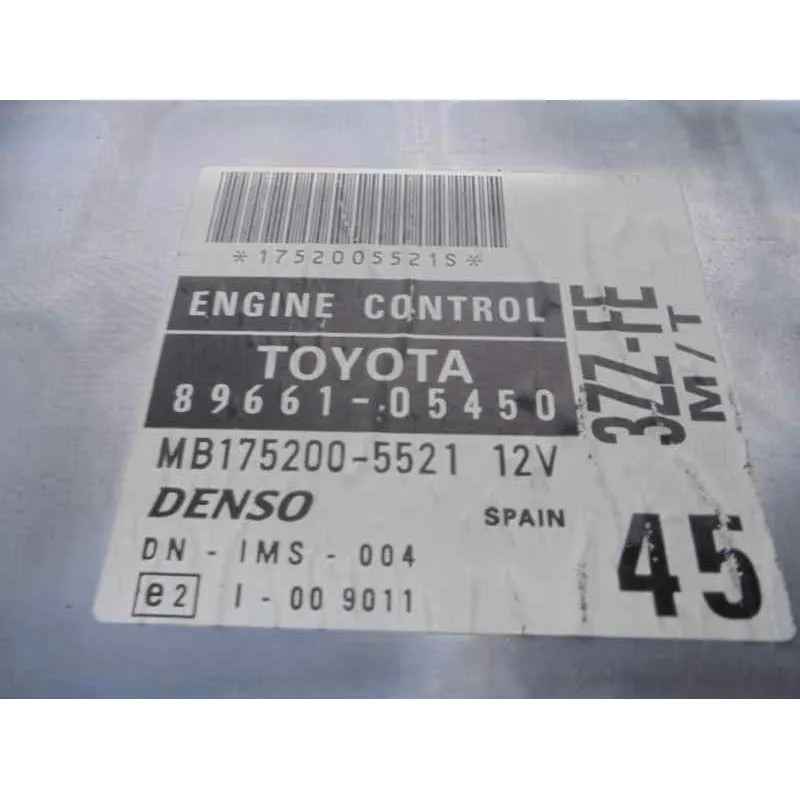 *1752005521S*
ENGINE CONTROL
TOYOTA
89661-05450
3ZZ-FE
M/T
MB175200-5521 12V
DENSO SPAIN
45
DN-IMS-004
e2 I-00 9011